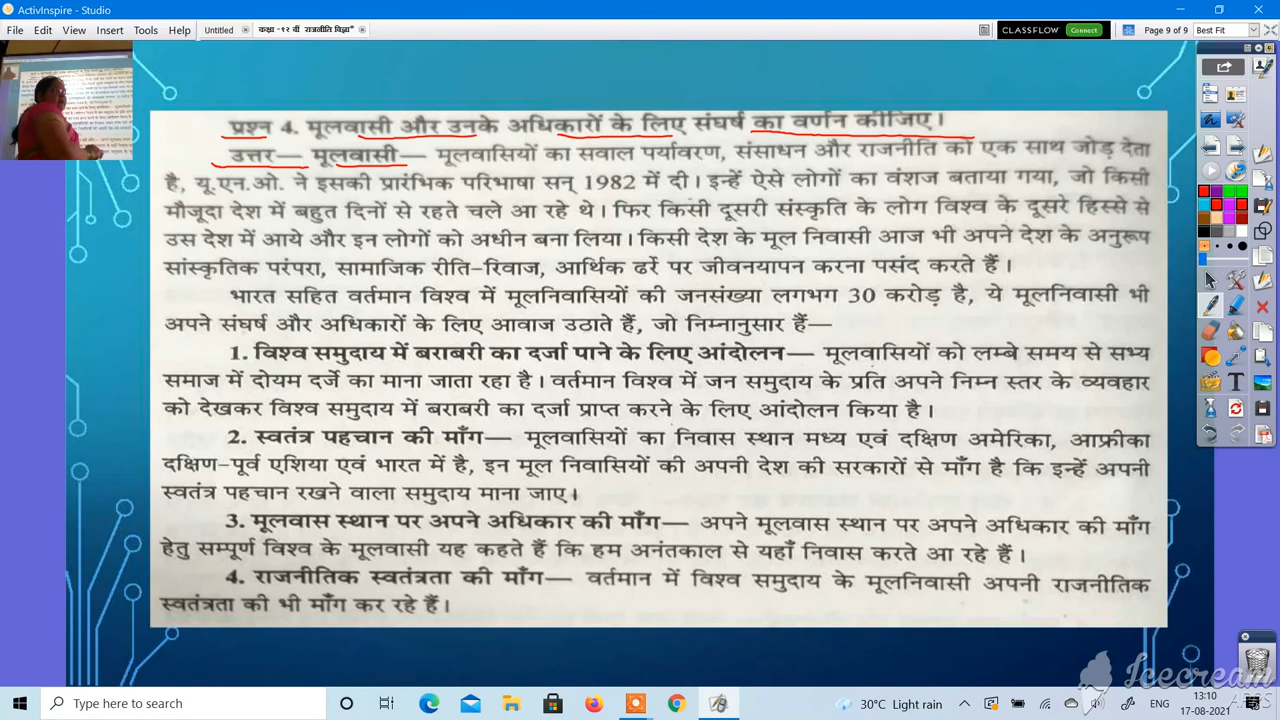 ActivInspire - Studio
File Edit View Insert Tools Help Untitled कक्षा -१२ वीं राजनीति विज्ञा* CLASSFLOW Connect Page 9 of 9 Best Fit
प्रश्न 4. मूलवासी और उनके अधिकारों के लिए संघर्ष का वर्णन कीजिए।
उत्तर— मूलवासी— मूलवासियों का सवाल पर्यावरण, संसाधन और राजनीति को एक साथ जोड़ देता
है, यू.एन.ओ. ने इसकी प्रारंभिक परिभाषा सन् 1982 में दी। इन्हें ऐसे लोगों का वंशज बताया गया, जो किसी
मौजूदा देश में बहुत दिनों से रहते चले आ रहे थे। फिर किसी दूसरी संस्कृति के लोग विश्व के दूसरे हिस्से से
उस देश में आये और इन लोगों को अधीन बना लिया। किसी देश के मूल निवासी आज भी अपने देश के अनुरूप
सांस्कृतिक परंपरा, सामाजिक रीति-रिवाज, आर्थिक ढर्रे पर जीवनयापन करना पसंद करते हैं।
भारत सहित वर्तमान विश्व में मूलनिवासियों की जनसंख्या लगभग 30 करोड़ है, ये मूलनिवासी भी
अपने संघर्ष और अधिकारों के लिए आवाज उठाते हैं, जो निम्नानुसार हैं—
1. विश्व समुदाय में बराबरी का दर्जा पाने के लिए आंदोलन— मूलवासियों को लम्बे समय से सभ्य
समाज में दोयम दर्जे का माना जाता रहा है। वर्तमान विश्व में जन समुदाय के प्रति अपने निम्न स्तर के व्यवहार
को देखकर विश्व समुदाय में बराबरी का दर्जा प्राप्त करने के लिए आंदोलन किया है।
2. स्वतंत्र पहचान की माँग— मूलवासियों का निवास स्थान मध्य एवं दक्षिण अमेरिका, आफ्रीका
दक्षिण-पूर्व एशिया एवं भारत में है, इन मूल निवासियों की अपनी देश की सरकारों से माँग है कि इन्हें अपनी
स्वतंत्र पहचान रखने वाला समुदाय माना जाए।
3. मूलवास स्थान पर अपने अधिकार की माँग— अपने मूलवास स्थान पर अपने अधिकार की माँग
हेतु सम्पूर्ण विश्व के मूलवासी यह कहते हैं कि हम अनंतकाल से यहाँ निवास करते आ रहे हैं।
4. राजनीतिक स्वतंत्रता की माँग— वर्तमान में विश्व समुदाय के मूलनिवासी अपनी राजनीतिक
स्वतंत्रता की भी माँग कर रहे हैं।
Icecream
APPS
Type here to search 30°C Light rain ENG 13:10
17-08-2021